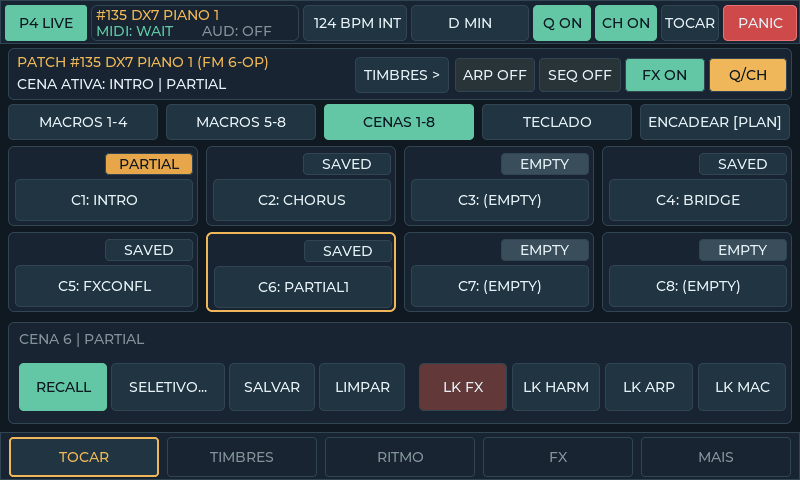 P4 LIVE
#135 DX7 PIANO 1
MIDI: WAIT AUD: OFF
124 BPM INT
D MIN
Q ON
CH ON
TOCAR
PANIC
PATCH #135 DX7 PIANO 1 (FM 6-OP)
CENA ATIVA: INTRO | PARTIAL
TIMBRES >
ARP OFF
SEQ OFF
FX ON
Q/CH
MACROS 1-4
MACROS 5-8
CENAS 1-8
TECLADO
ENCADEAR [PLAN]
PARTIAL
C1: INTRO
SAVED
C2: CHORUS
EMPTY
C3: (EMPTY)
SAVED
C4: BRIDGE
SAVED
C5: FXCONFL
SAVED
C6: PARTIAL1
EMPTY
C7: (EMPTY)
EMPTY
C8: (EMPTY)
CENA 6 | PARTIAL
RECALL
SELETIVO...
SALVAR
LIMPAR
LK FX
LK HARM
LK ARP
LK MAC
TOCAR
TIMBRES
RITMO
FX
MAIS